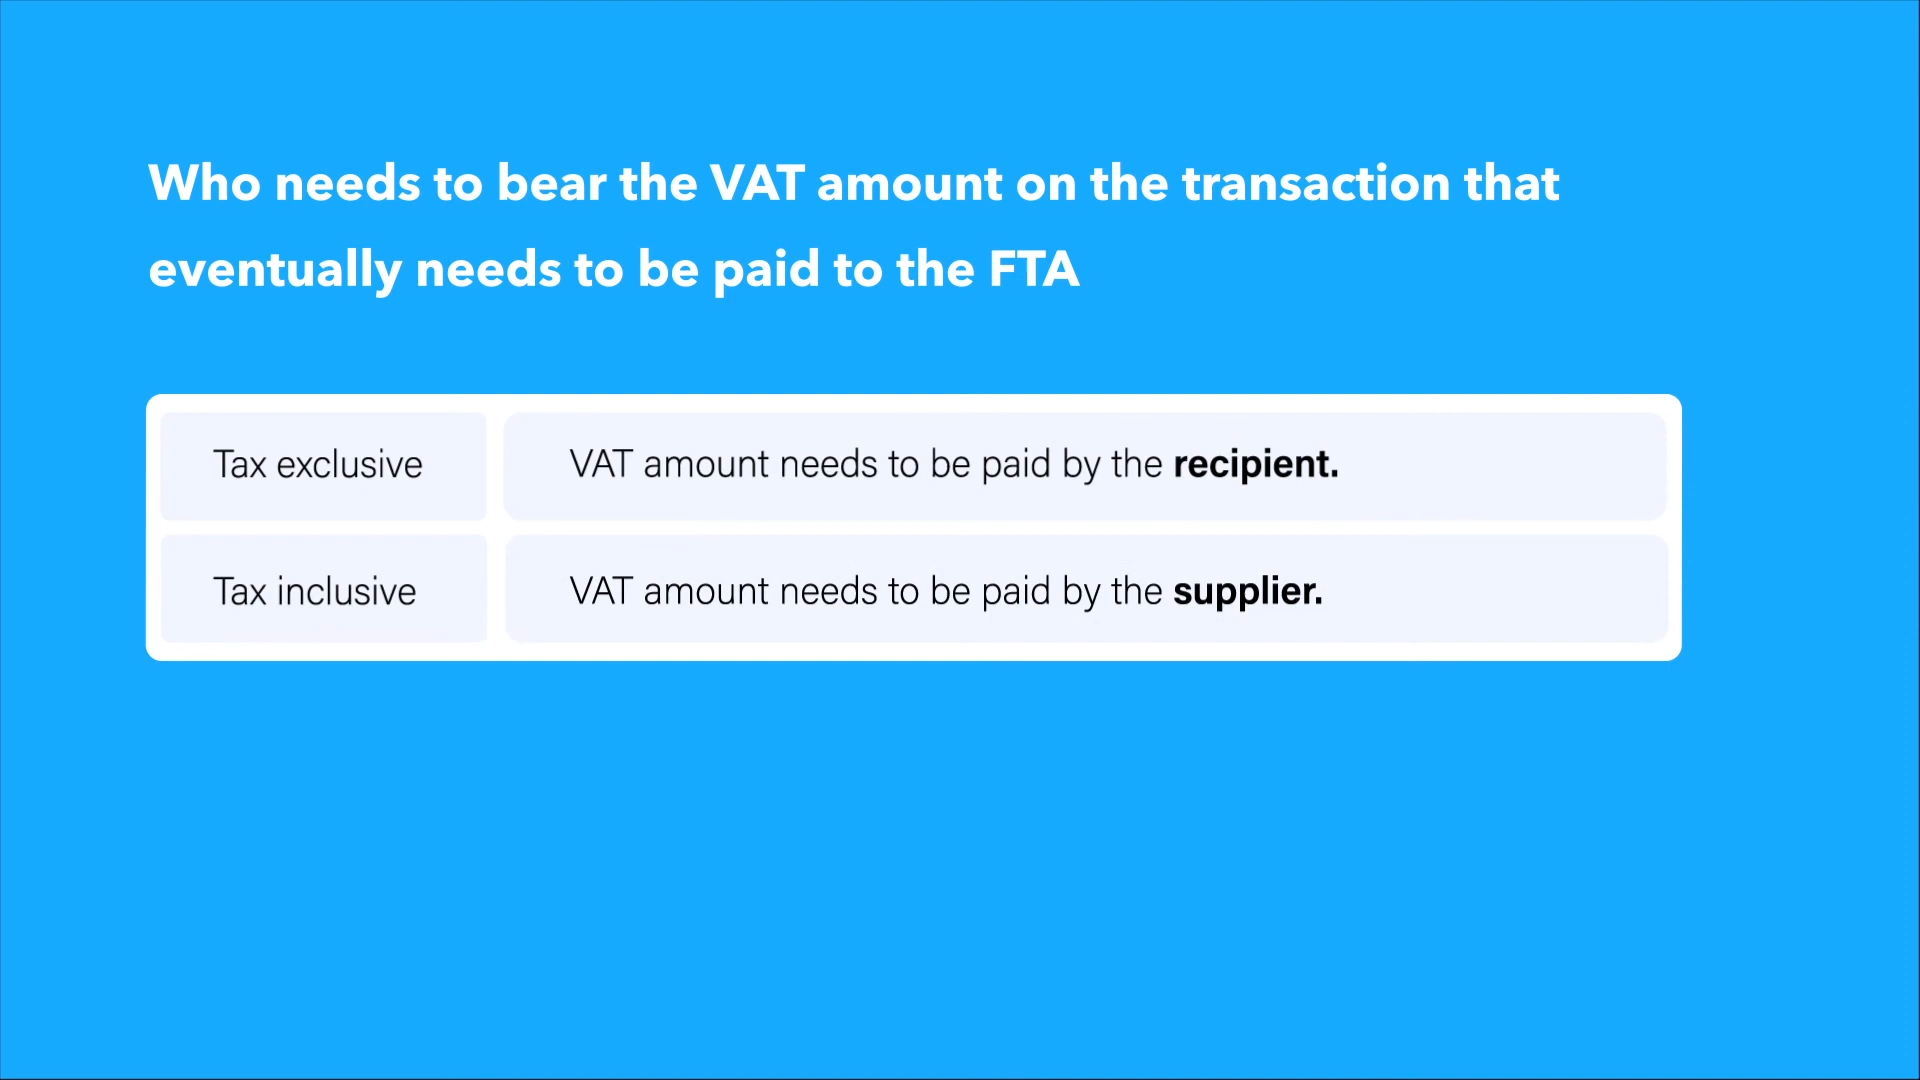 Who needs to bear the VAT amount on the transaction that
eventually needs to be paid to the FTA
Tax exclusive
VAT amount needs to be paid by the recipient.
Tax inclusive
VAT amount needs to be paid by the supplier.